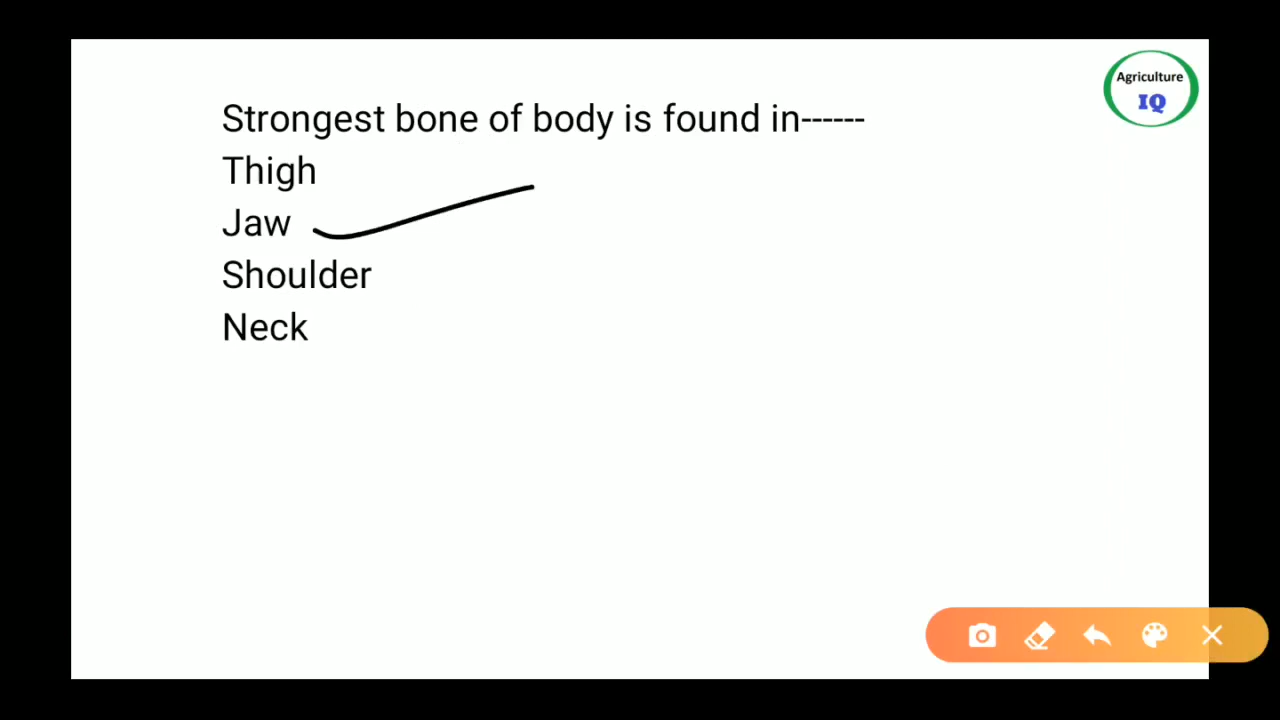 Agriculture
IQ
Strongest bone of body is found in------
Thigh
Jaw
Shoulder
Neck